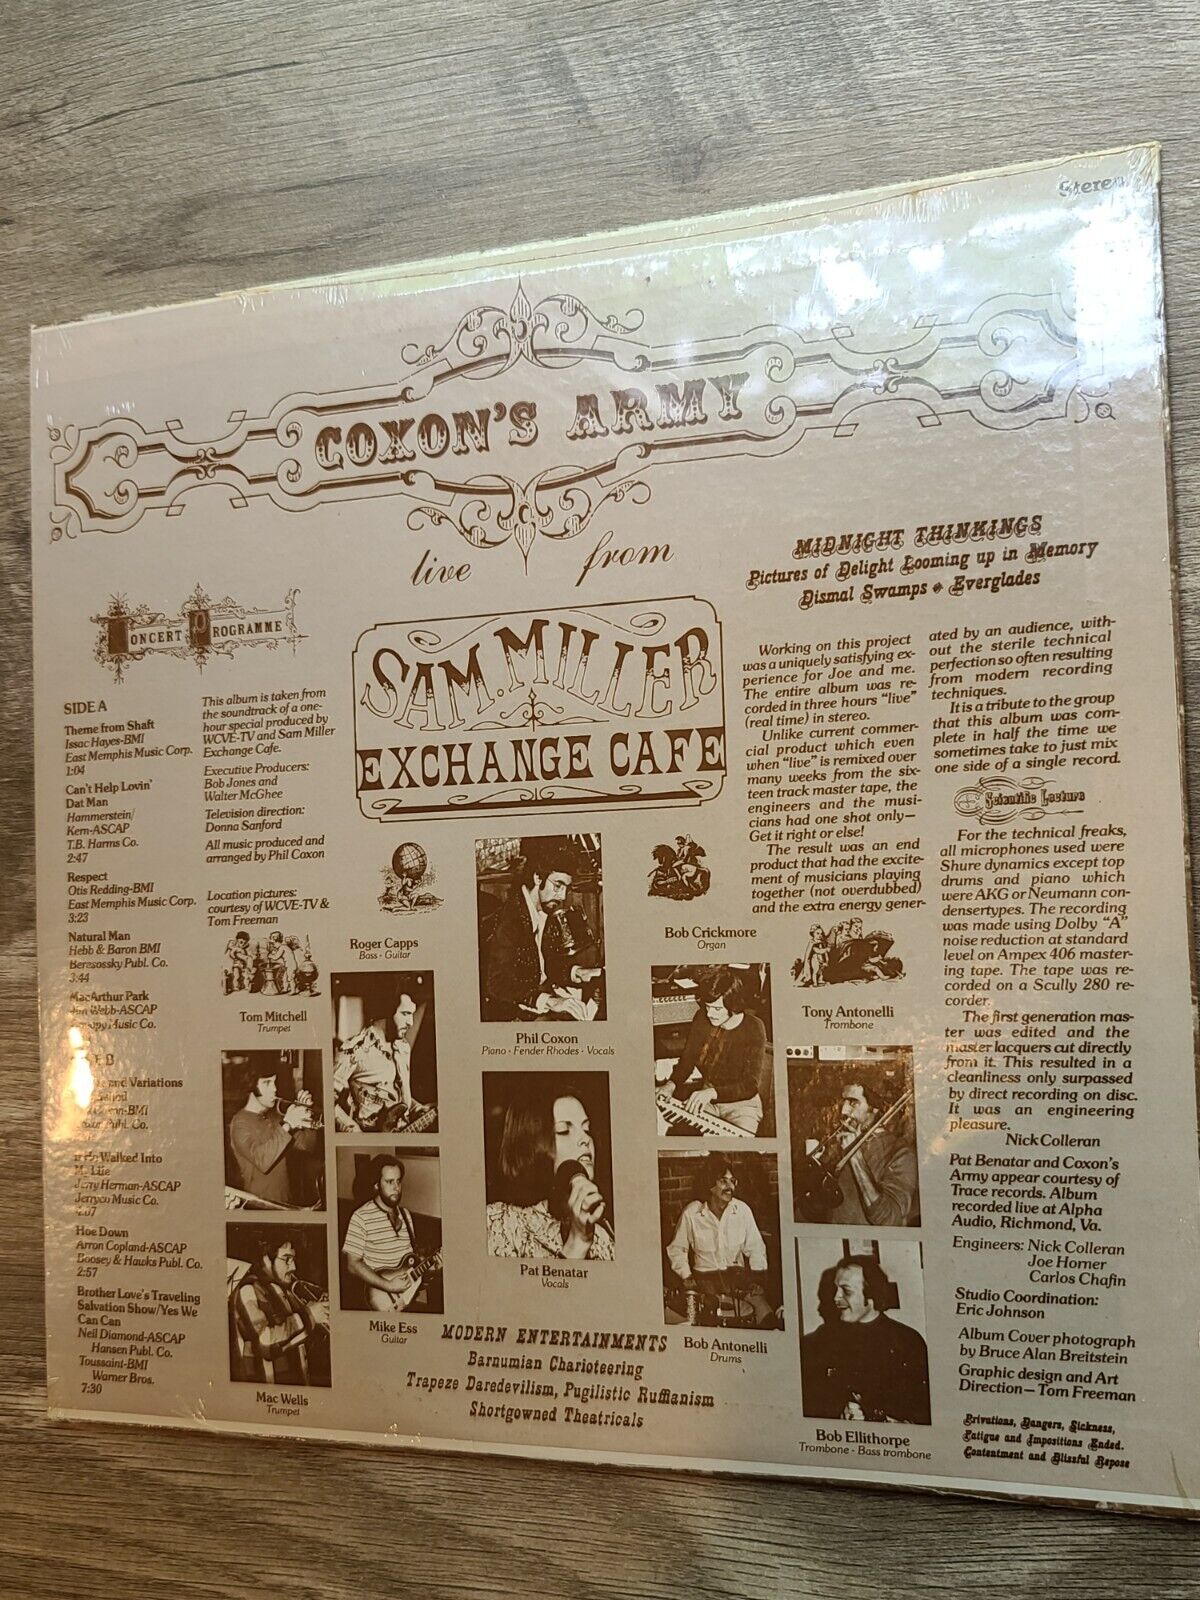 Stereo
COXON'S ARMY
live from
SAM. MILLER
EXCHANGE CAFE
CONCERT PROGRAMME
SIDE A
Theme from Shaft
Issac Hayes-BMI
East Memphis Music Corp.
1:04
Can't Help Lovin'
Dat Man
Hammerstein/
Kern-ASCAP
T.B. Harms Co.
2:47
Respect
Otis Redding-BMI
East Memphis Music Corp.
3:23
Natural Man
Hebb & Baron BMI
Beresossky Publ. Co.
3:44
MacArthur Park
Webb-ASCAP
Music Co.
B
and Variations
-BMI
Publ. Co.
Walked Into
My Life
Jerry Herman-ASCAP
Jerryco Music Co.
Hoe Down
Arron Copland-ASCAP
Boosey & Hawks Publ. Co.
2:57
Brother Love's Traveling
Salvation Show/Yes We
Can Can
Neil Diamond-ASCAP
Hansen Publ. Co.
Toussaint-BMI
Warner Bros.
7:30
This album is taken from
the soundtrack of a one-
hour special produced by
WCVE-TV and Sam Miller
Exchange Cafe.
Executive Producers:
Bob Jones and
Walter McGhee
Television direction:
Donna Sanford
All music produced and
arranged by Phil Coxon
Location pictures:
courtesy of WCVE-TV &
Tom Freeman
Tom Mitchell
Trumpet
Mac Wells
Trumpet
Roger Capps
Bass - Guitar
Mike Ess
Guitar
Phil Coxon
Piano - Fender Rhodes - Vocals
Pat Benatar
Vocals
MODERN ENTERTAINMENTS
Barnumian Charioteering
Trapeze Daredevilism, Pugilistic Ruffianism
Shortgowned Theatricals
Bob Crickmore
Organ
Bob Antonelli
Drums
Tony Antonelli
Trombone
Bob Ellithorpe
Trombone - Bass trombone
MIDNIGHT THINKINGS
Pictures of Delight Looming up in Memory
Dismal Swamps Everglades
Working on this project
was a uniquely satisfying ex-
perience for Joe and me.
The entire album was re-
corded in three hours "live"
(real time) in stereo.
Unlike current commer-
cial product which even
when "live" is remixed over
many weeks from the six-
teen track master tape, the
engineers and the musi-
cians had one shot only—
Get it right or else!
The result was an end
product that had the excite-
ment of musicians playing
together (not overdubbed)
and the extra energy gener-
ated by an audience, with-
out the sterile technical
perfection so often resulting
from modern recording
techniques.
It is a tribute to the group
that this album was com-
plete in half the time we
sometimes take to just mix
one side of a single record.
Scientific Lecture
For the technical freaks,
all microphones used were
Shure dynamics except top
drums and piano which
were AKG or Neumann con-
densertypes. The recording
was made using Dolby "A"
noise reduction at standard
level on Ampex 406 master-
ing tape. The tape was re-
corded on a Scully 280 re-
corder.
The first generation mas-
ter was edited and the
master lacquers cut directly
from it. This resulted in a
cleanliness only surpassed
by direct recording on disc.
It was an engineering
pleasure.
Nick Colleran
Pat Benatar and Coxon's
Army appear courtesy of
Trace records. Album
recorded live at Alpha
Audio, Richmond, Va.
Engineers: Nick Colleran
Joe Horner
Carlos Chafin
Studio Coordination:
Eric Johnson
Album Cover photograph
by Bruce Alan Breitstein
Graphic design and Art
Direction—Tom Freeman
Privations, Dangers, Sickness,
Fatigue and Impositions Ended.
Contentment and Blissful Repose